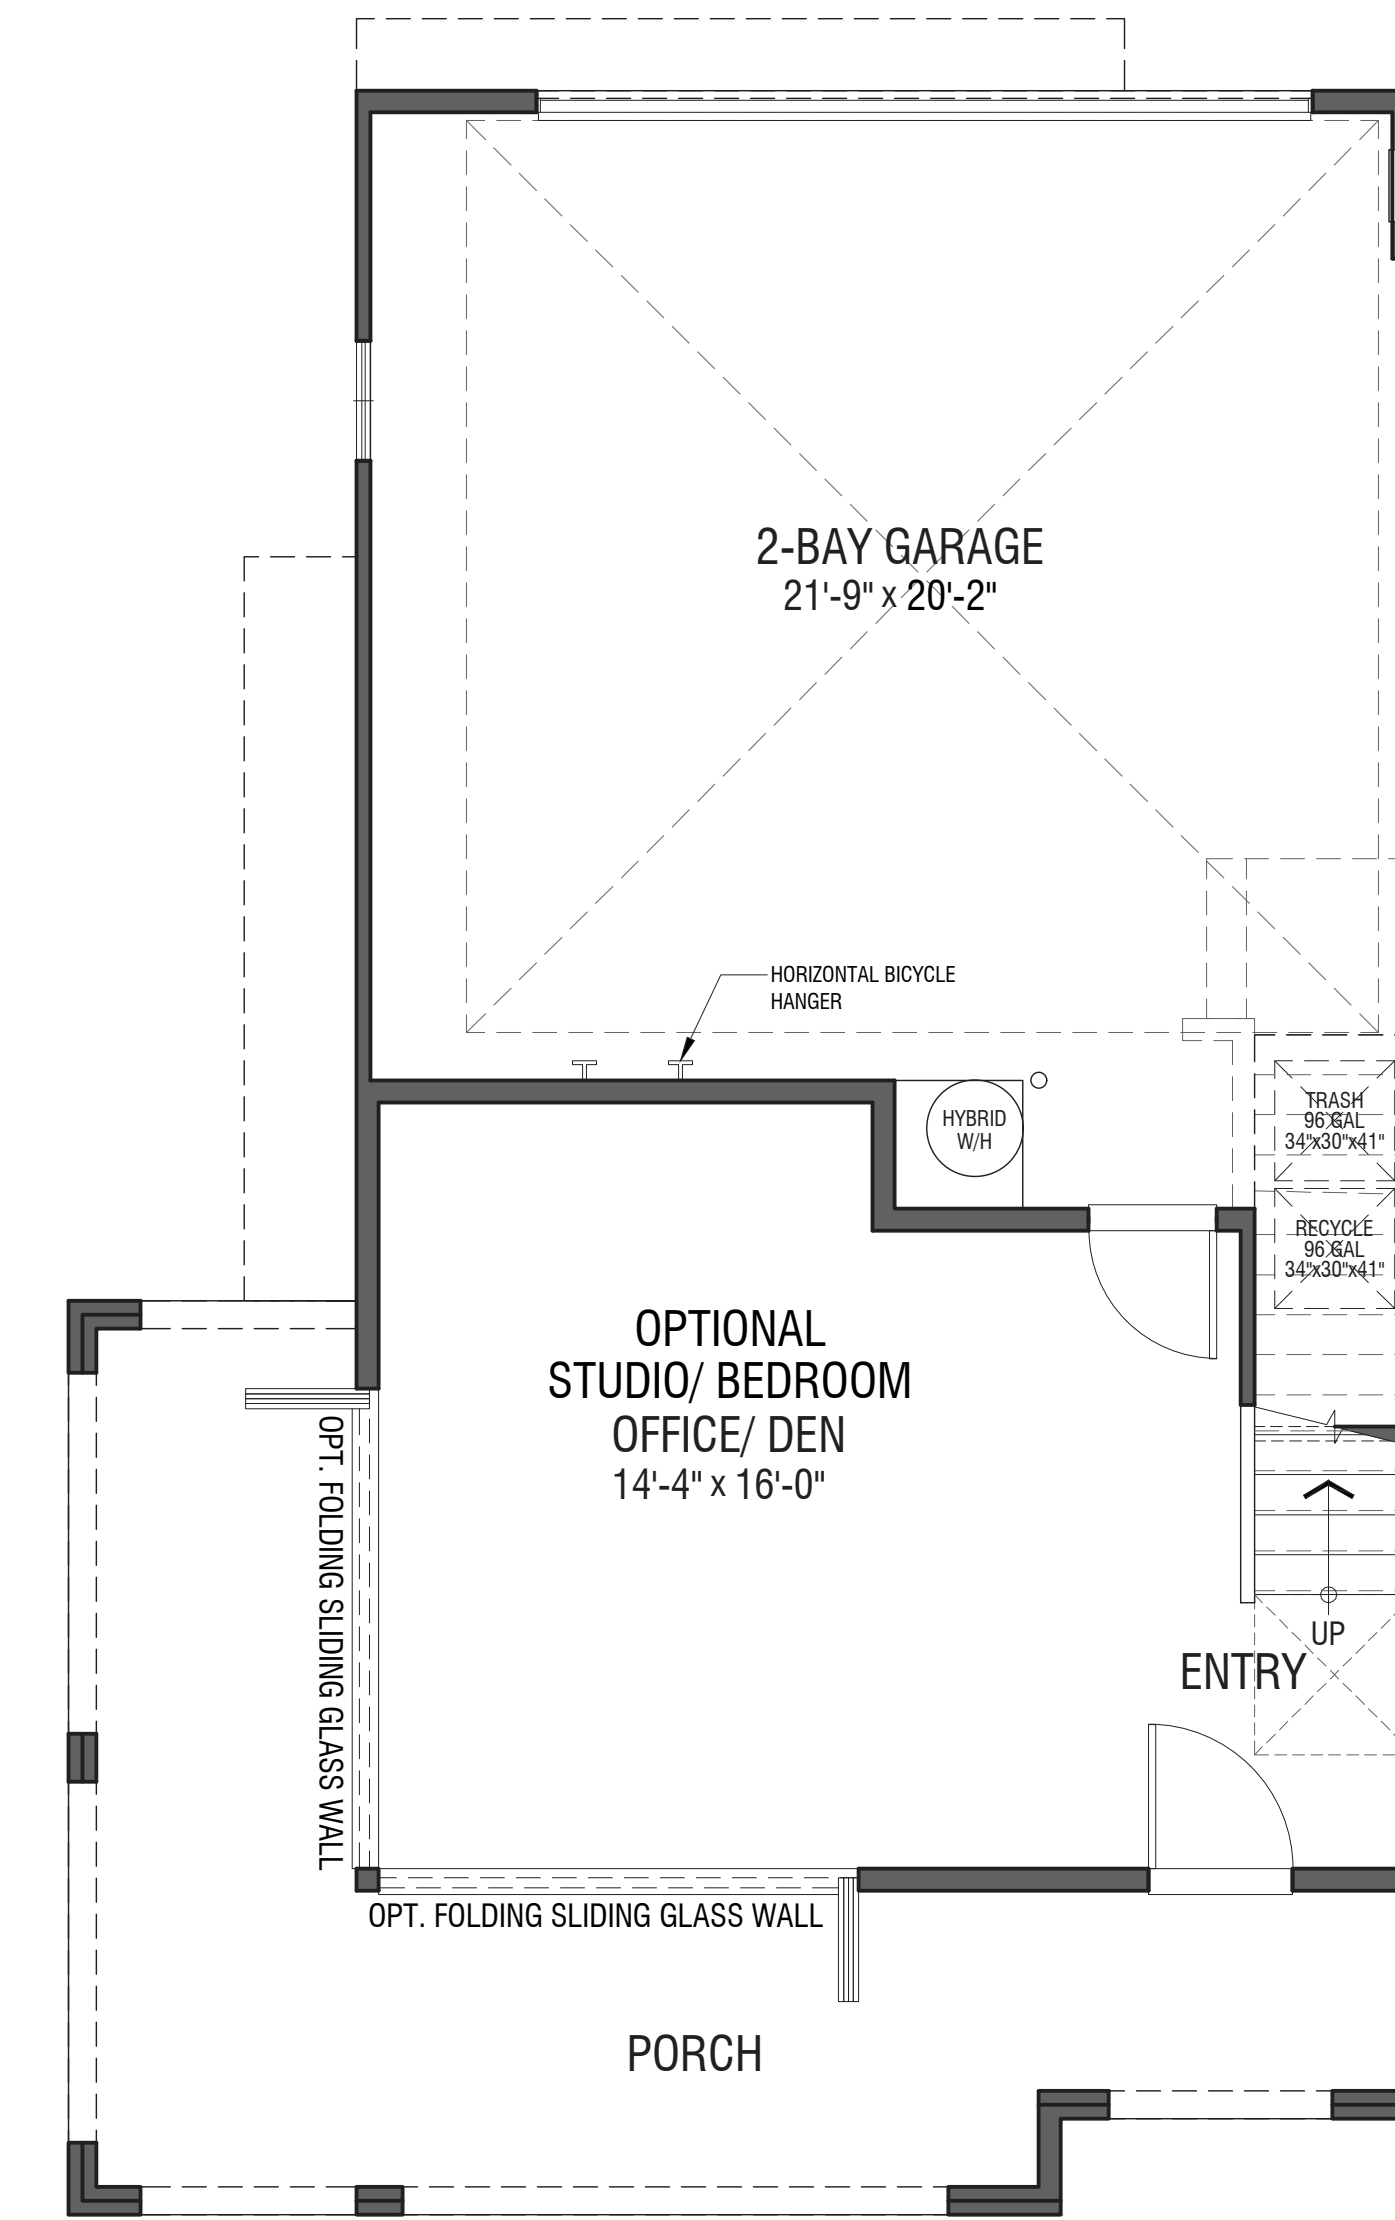 2-BAY GARAGE
21'-9" x 20'-2"
HORIZONTAL BICYCLE
HANGER
HYBRID
W/H
TRASH
96 GAL
34"x30"x41"
RECYCLE
96 GAL
34"x30"x41"
OPTIONAL
STUDIO/ BEDROOM
OFFICE/ DEN
14'-4" x 16'-0"
OPT. FOLDING SLIDING GLASS WALL
UP
ENTRY
OPT. FOLDING SLIDING GLASS WALL
PORCH